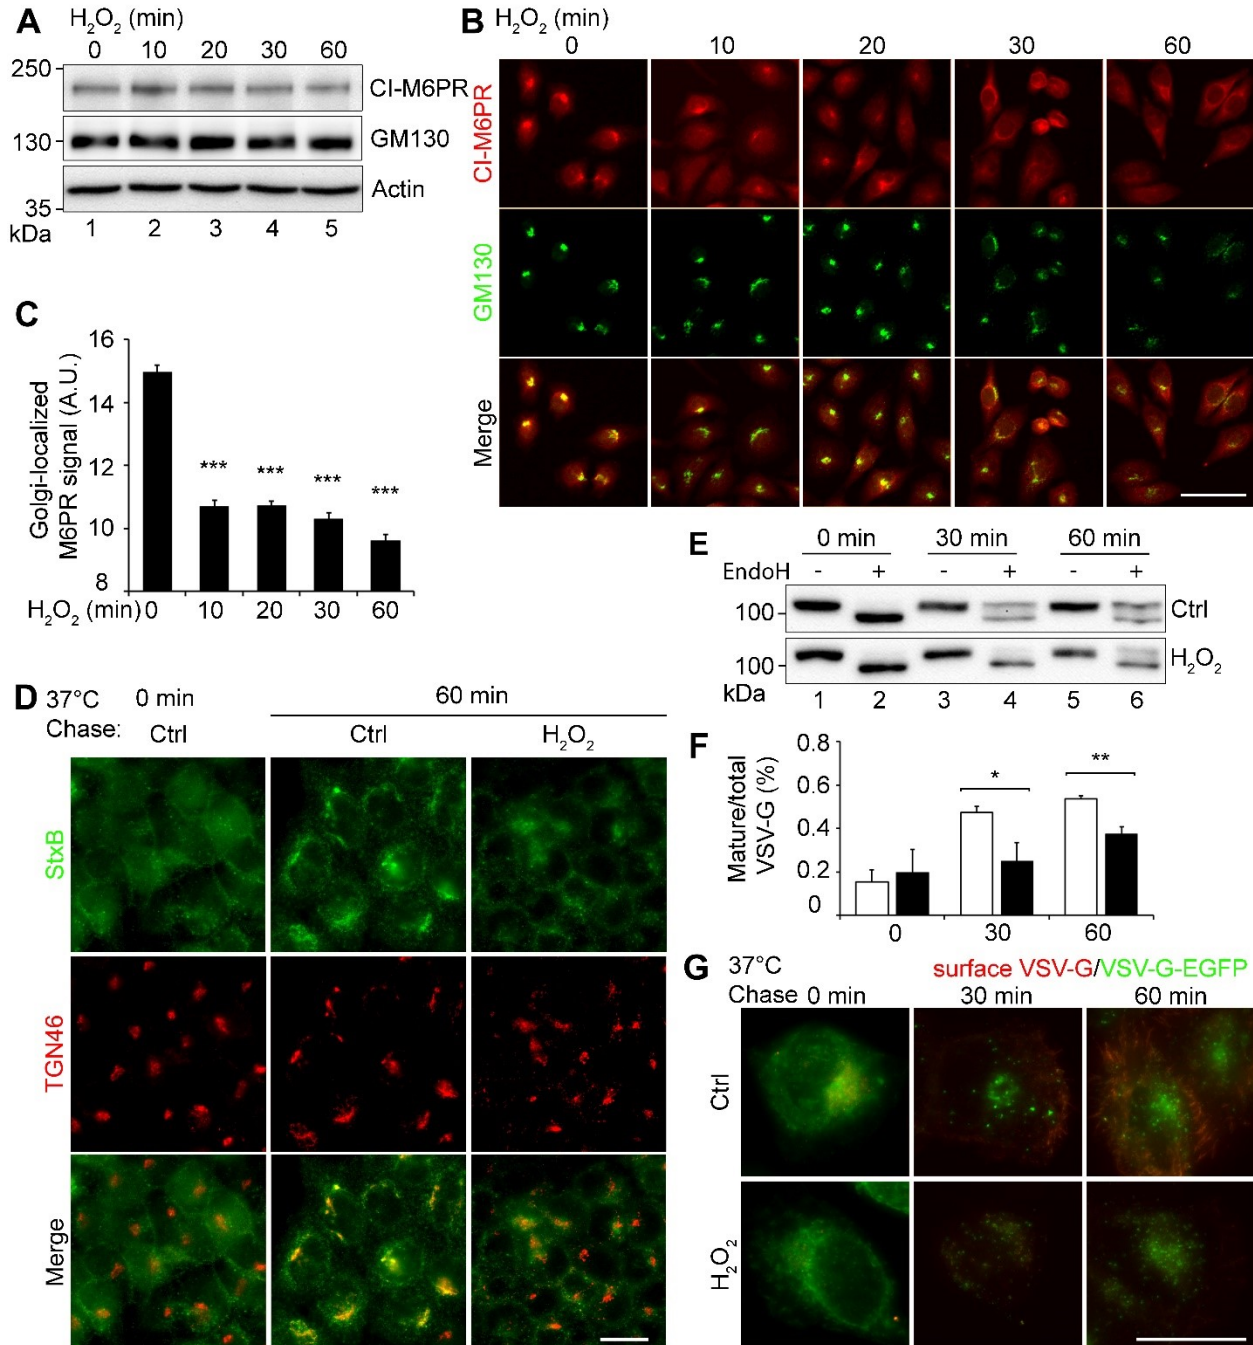 A
H₂O₂ (min)
0 10 20 30 60
250
CI-M6PR
130
GM130
Actin
35
kDa
1 2 3 4 5
B
H₂O₂ (min)
0 10 20 30 60
CI-M6PR
GM130
Merge
C
Golgi-localized
M6PR signal (A.U.)
16
14
12
10
8
*** *** *** ***
H₂O₂ (min) 0 10 20 30 60
D
37°C
Chase:
0 min 60 min
Ctrl Ctrl H₂O₂
StxB
TGN46
Merge
E
0 min 30 min 60 min
EndoH - + - + - +
100
Ctrl
100
H₂O₂
kDa 1 2 3 4 5 6
F
Mature/total
VSV-G (%)
0.8
0.6
0.4
0.2
0
* **
0 30 60
G
37°C
surface VSV-G/VSV-G-EGFP
Chase 0 min 30 min 60 min
Ctrl
H₂O₂